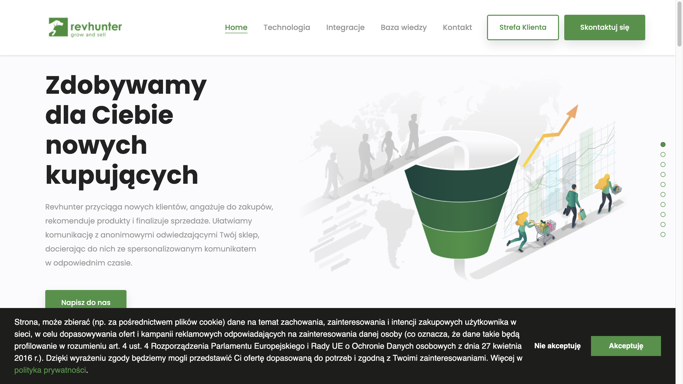 revhunter
grow and sell
Home
Technologia
Integracje
Baza wiedzy
Kontakt
Strefa Klienta
Skontaktuj się
Zdobywamy
dla Ciebie
nowych
kupujących
Revhunter przyciąga nowych klientów, angażuje do zakupów,
rekomenduje produkty i finalizuje sprzedaże. Ułatwiamy
komunikację z anonimowymi odwiedzającymi Twój sklep,
docierając do nich ze spersonalizowanym komunikatem
w odpowiednim czasie.
Napisz do nas
Strona, może zbierać (np. za pośrednictwem plików cookie) dane na temat zachowania, zainteresowania i intencji zakupowych użytkownika w
sieci, w celu dopasowywania ofert i kampanii reklamowych odpowiadających na zainteresowania danej osoby (co oznacza, że dane takie będą
profilowanie w rozumieniu art. 4 ust. 4 Rozporządzenia Parlamentu Europejskiego i Rady UE o Ochronie Danych osobowych z dnia 27 kwietnia
2016 r.). Dzięki wyrażeniu zgody będziemy mogli przedstawić Ci ofertę dopasowaną do potrzeb i zgodną z Twoimi zainteresowaniami. Więcej w
polityka prywatności.
Nie akceptuję
Akceptuję